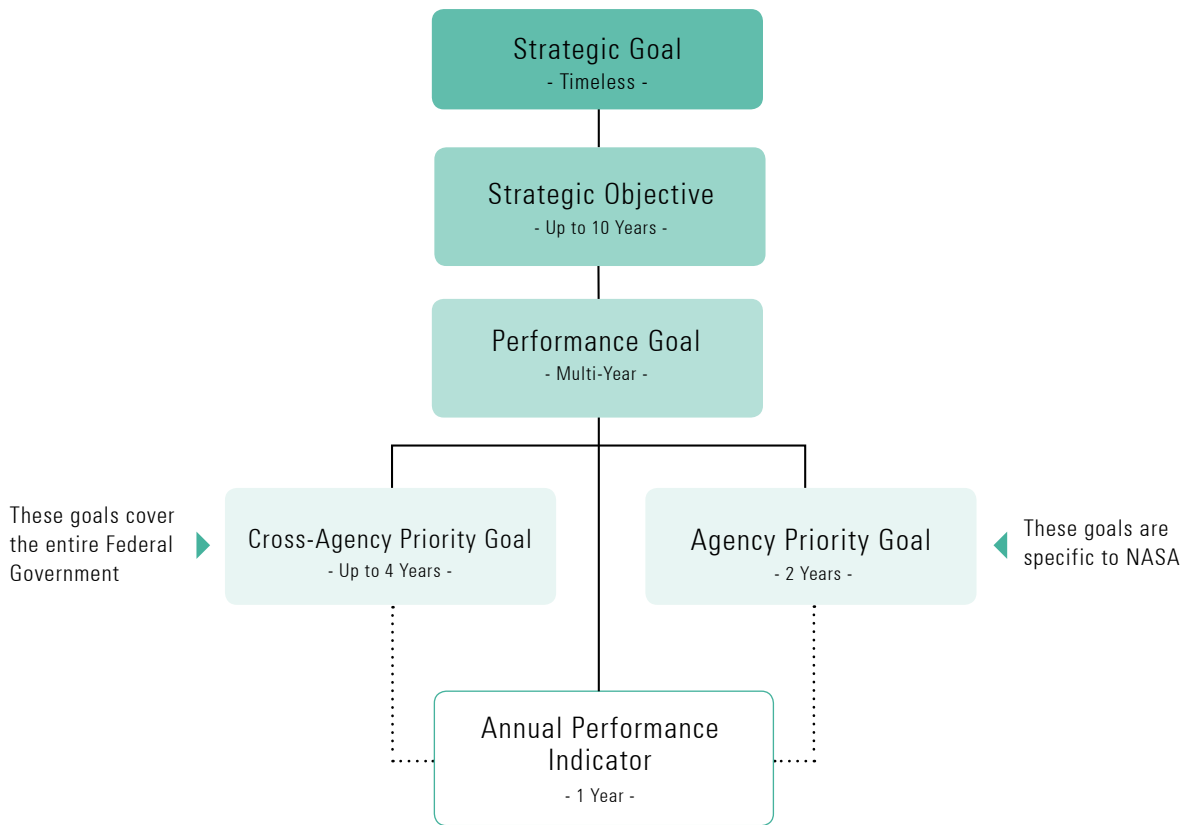 Strategic Goal
- Timeless -
Strategic Objective
- Up to 10 Years -
Performance Goal
- Multi-Year -
These goals cover
the entire Federal
Government
Cross-Agency Priority Goal
- Up to 4 Years -
Agency Priority Goal
- 2 Years -
These goals are
specific to NASA
Annual Performance
Indicator
- 1 Year -